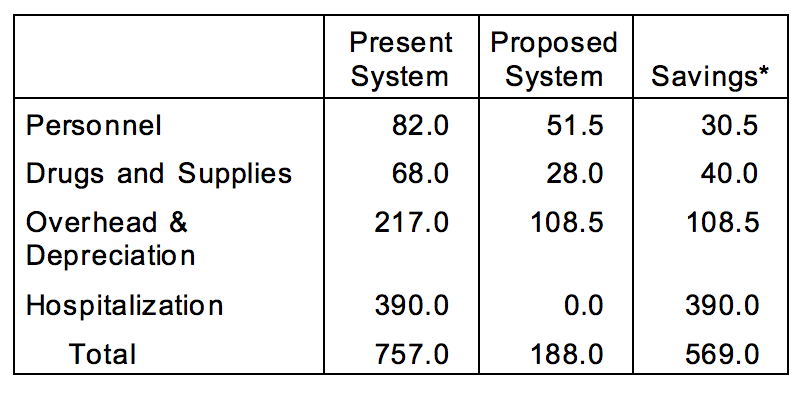 Present System Proposed System Savings*
Personnel 82.0 51.5 30.5
Drugs and Supplies 68.0 28.0 40.0
Overhead & 217.0 108.5 108.5
Depreciation
Hospitalization 390.0 0.0 390.0
Total 757.0 188.0 569.0